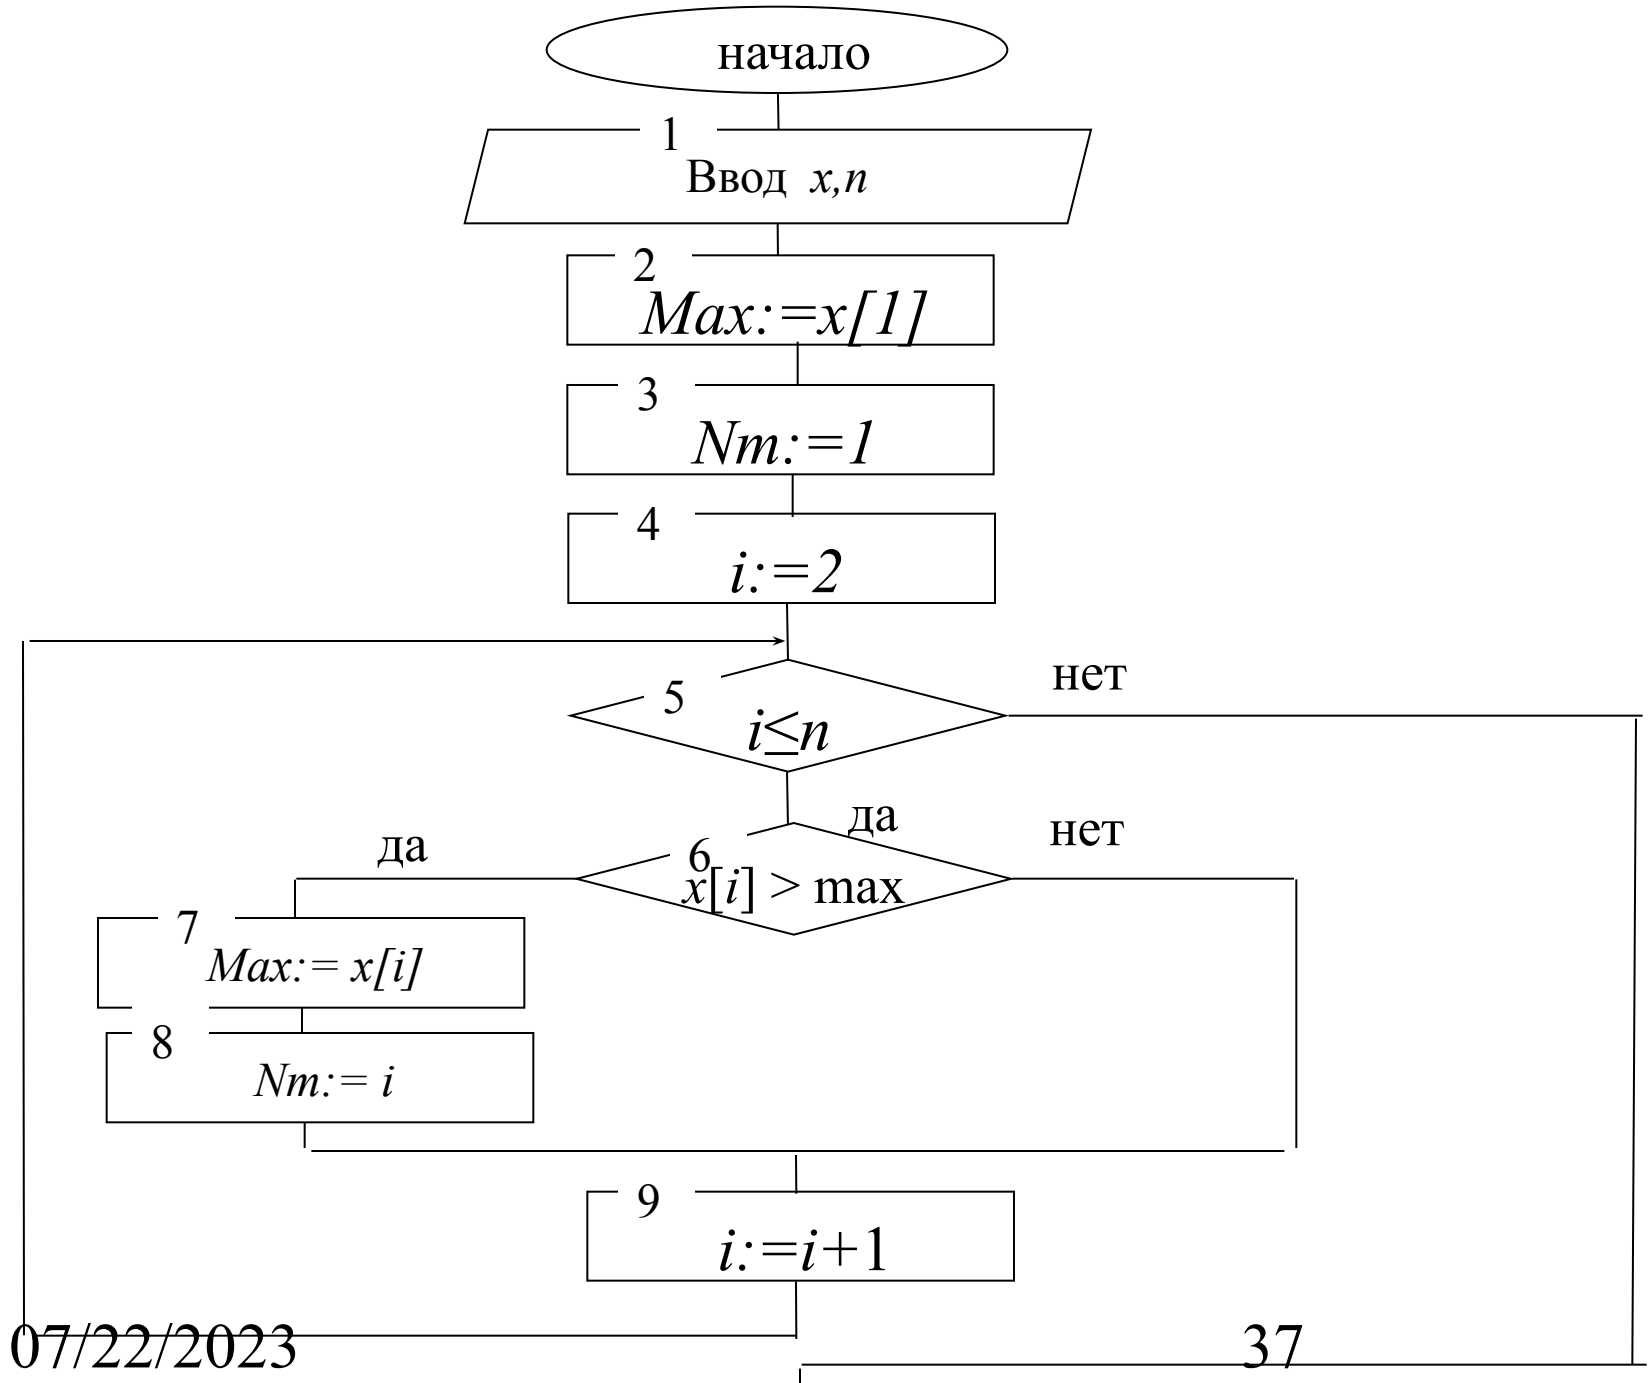 начало
1
Ввод x,n
2
Max:=x[1]
3
Nm:=1
4
i:=2
нет
5
i≤n
да
нет
да
6
x[i] > max
7
Max:= x[i]
8
Nm:= i
9
i:=i+1
07/22/2023
37